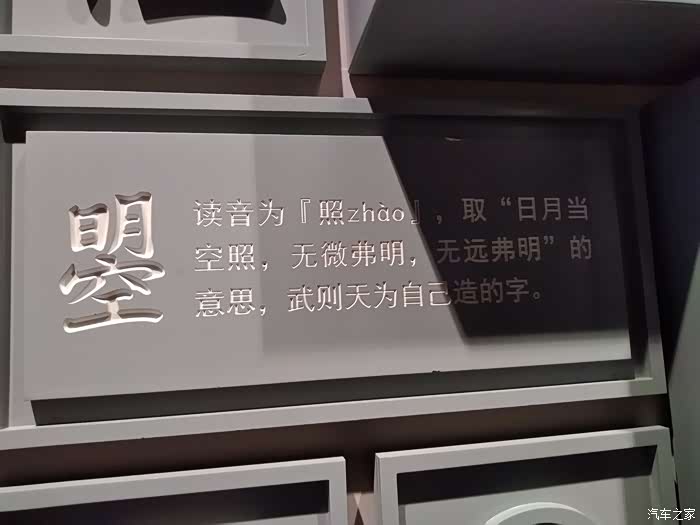 曌
读音为『照zhào』，取“日月当
空照，无微弗明，无远弗明”的
意思，武则天为自己造的字。
汽车之家